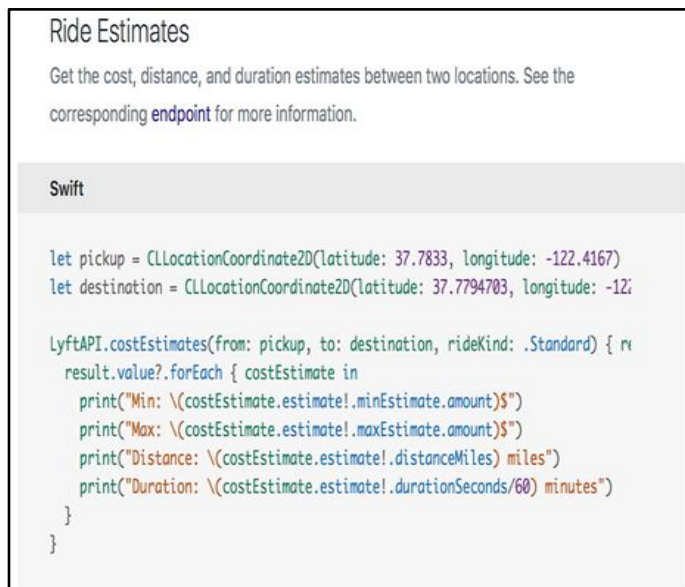 Ride Estimates
Get the cost, distance, and duration estimates between two locations. See the
corresponding endpoint for more information.
Swift
let pickup = CLLocationCoordinate2D(latitude: 37.7833, longitude: -122.4167)
let destination = CLLocationCoordinate2D(latitude: 37.7794703, longitude: -122
LyftAPI.costEstimates(from: pickup, to: destination, rideKind: .Standard) { re
result.value?.forEach { costEstimate in
print("Min: \(costEstimate.estimate!.minEstimate.amount)$")
print("Max: \(costEstimate.estimate!.maxEstimate.amount)$")
print("Distance: \(costEstimate.estimate!.distanceMiles) miles")
print("Duration: \(costEstimate.estimate!.durationSeconds/60) minutes")
}
}